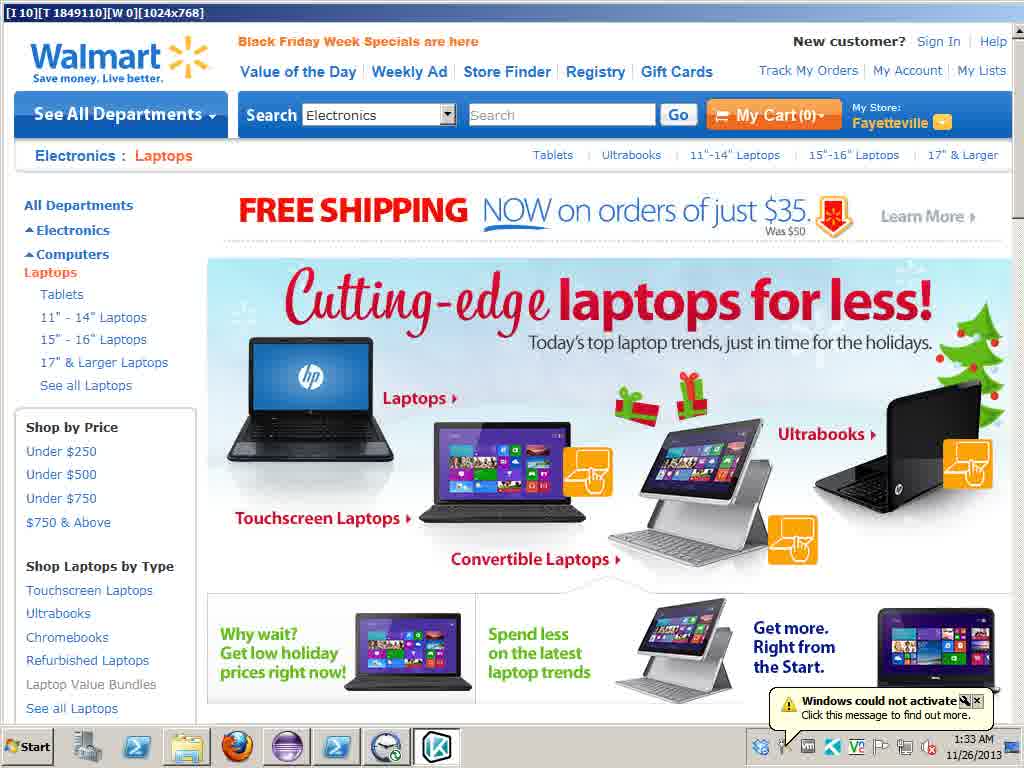 [I 10][T 1849110][W 0][1024x768]
Walmart
Save money. Live better.
Black Friday Week Specials are here
New customer? Sign In Help
Value of the Day Weekly Ad Store Finder Registry Gift Cards
Track My Orders My Account My Lists
See All Departments
Search Electronics Search Go
My Cart (0)
My Store:
Fayetteville
Electronics : Laptops
Tablets Ultrabooks 11"-14" Laptops 15"-16" Laptops 17" & Larger
All Departments
Electronics
Computers
Laptops
Tablets
11" - 14" Laptops
15" - 16" Laptops
17" & Larger Laptops
See all Laptops
Shop by Price
Under $250
Under $500
Under $750
$750 & Above
Shop Laptops by Type
Touchscreen Laptops
Ultrabooks
Chromebooks
Refurbished Laptops
Laptop Value Bundles
See all Laptops
FREE SHIPPING NOW on orders of just $35.
Was $50
Learn More
Cutting-edge laptops for less!
Today's top laptop trends, just in time for the holidays.
hp
Laptops
Ultrabooks
hp
Touchscreen Laptops
Convertible Laptops
Why wait?
Get low holiday
prices right now!
Spend less
on the latest
laptop trends
Get more.
Right from
the Start.
Windows could not activate
Click this message to find out more.
Start
1:33 AM
11/26/2013